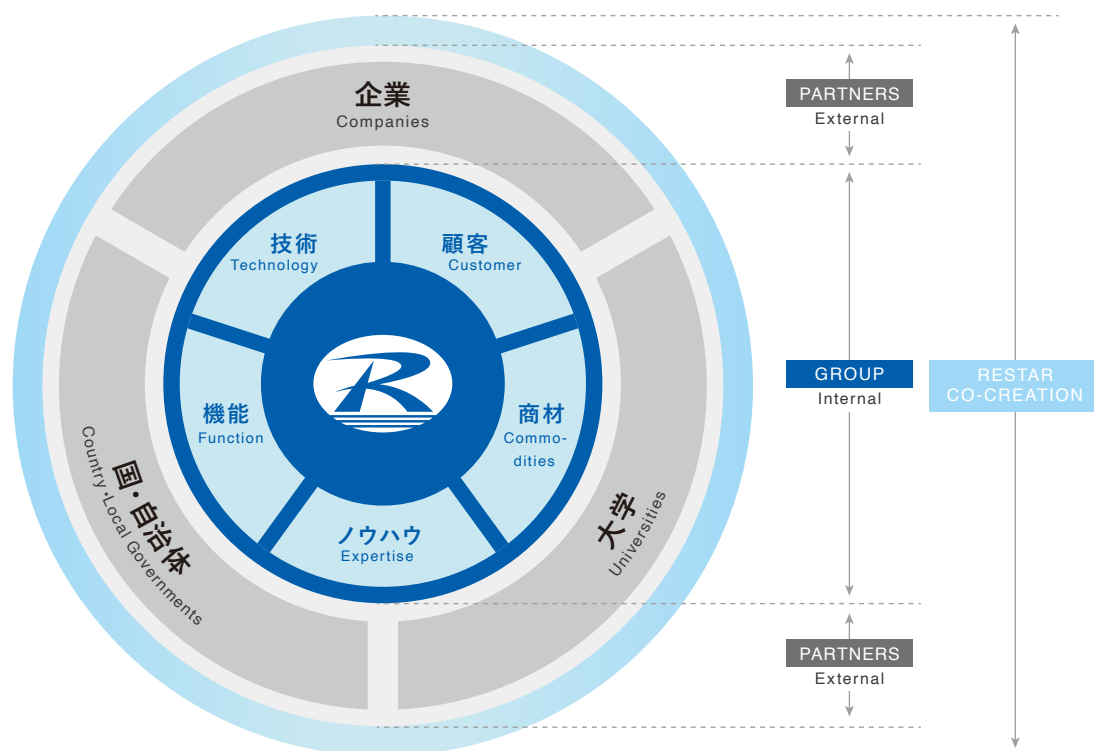 企業
Companies
技術
Technology
顧客
Customer
機能
Function
商材
Commo-
dities
ノウハウ
Expertise
国・自治体
Country・Local Governments
大学
Universities
PARTNERS
External
GROUP
Internal
RESTAR
CO-CREATION
PARTNERS
External